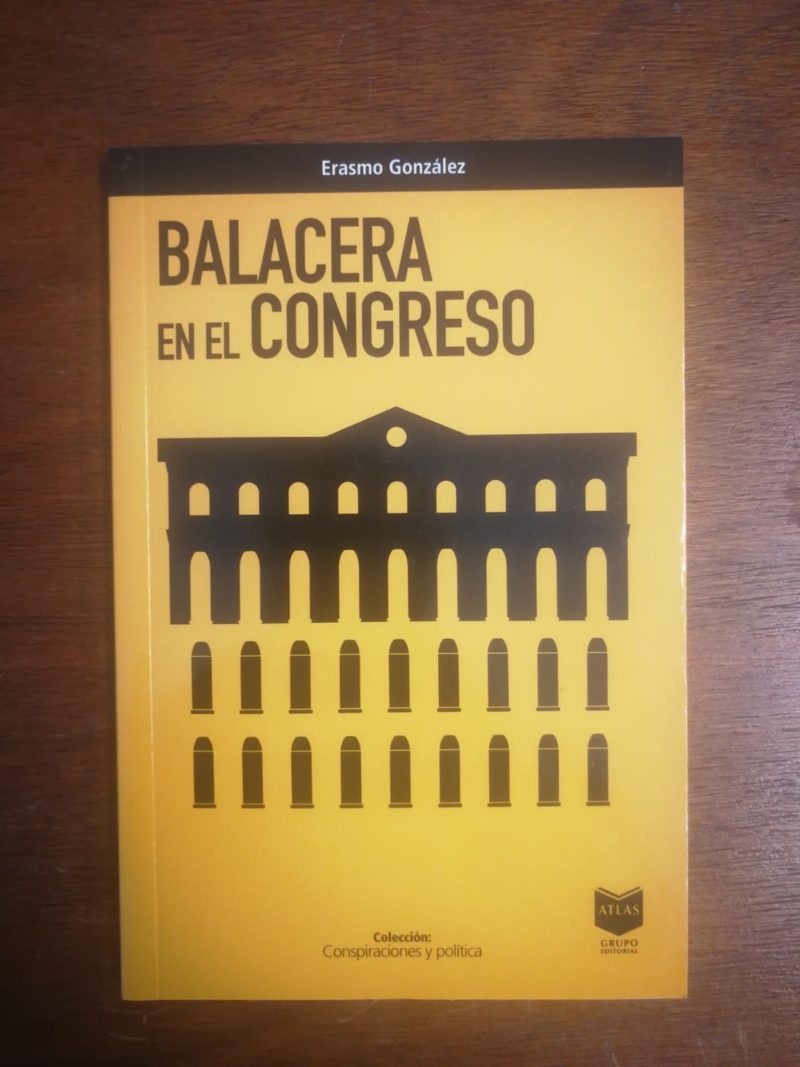 Erasmo González
BALACERA
EN EL CONGRESO
ATLAS
GRUPO
EDITORIAL
Colección:
Conspiraciones y política